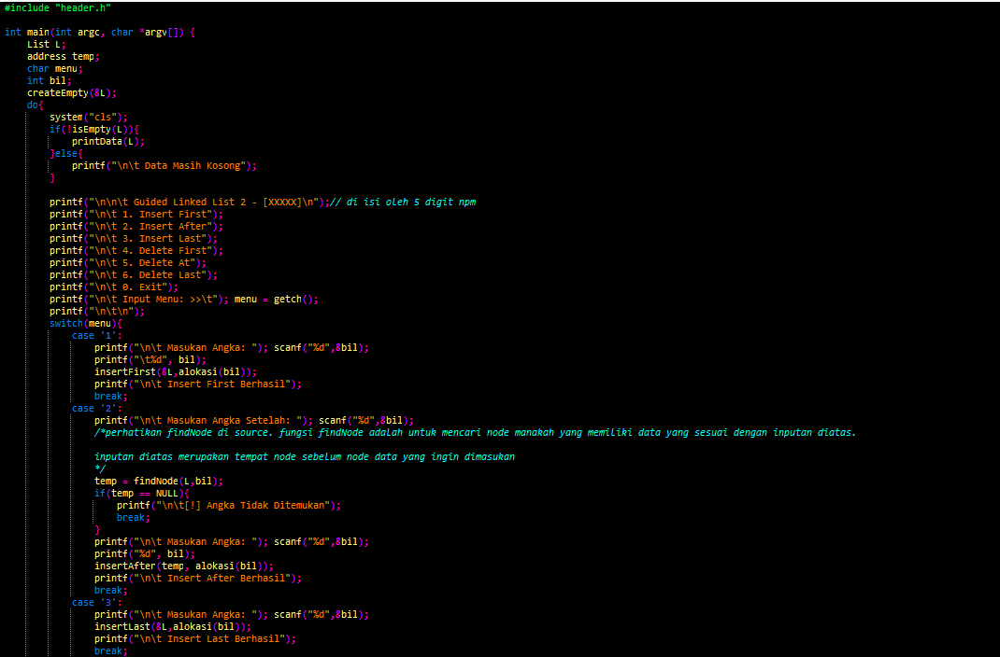 #include "header.h"
int main(int argc, char *argv[]) {
List L;
address temp;
char menu;
int bil;
createEmpty(&L);
do{
system("cls");
if(!isEmpty(L)){
printData(L);
}else{
printf("\n\t Data Masih Kosong");
}
printf("\n\n\t Guided Linked List 2 - [XXXXX]\n");// di isi oleh 5 digit npm
printf("\n\t 1. Insert First");
printf("\n\t 2. Insert After");
printf("\n\t 3. Insert Last");
printf("\n\t 4. Delete First");
printf("\n\t 5. Delete At");
printf("\n\t 6. Delete Last");
printf("\n\t 0. Exit");
printf("\n\t Input Menu: >>\t"); menu = getch();
printf("\n\t\n");
switch(menu){
case '1':
printf("\n\t Masukan Angka: "); scanf("%d",&bil);
printf("\t%d", bil);
insertFirst(&L,alokasi(bil));
printf("\n\t Insert First Berhasil");
break;
case '2':
printf("\n\t Masukan Angka Setelah: "); scanf("%d",&bil);
/*perhatikan findNode di source. fungsi findNode adalah untuk mencari node manakah yang memiliki data yang sesuai dengan inputan diatas.
inputan diatas merupakan tempat node sebelum node data yang ingin dimasukan
*/
temp = findNode(L,bil);
if(temp == NULL){
printf("\n\t[!] Angka Tidak Ditemukan");
break;
}
printf("\n\t Masukan Angka: "); scanf("%d",&bil);
printf("%d", bil);
insertAfter(temp, alokasi(bil));
printf("\n\t Insert After Berhasil");
break;
case '3':
printf("\n\t Masukan Angka: "); scanf("%d",&bil);
insertLast(&L,alokasi(bil));
printf("\n\t Insert Last Berhasil");
break;